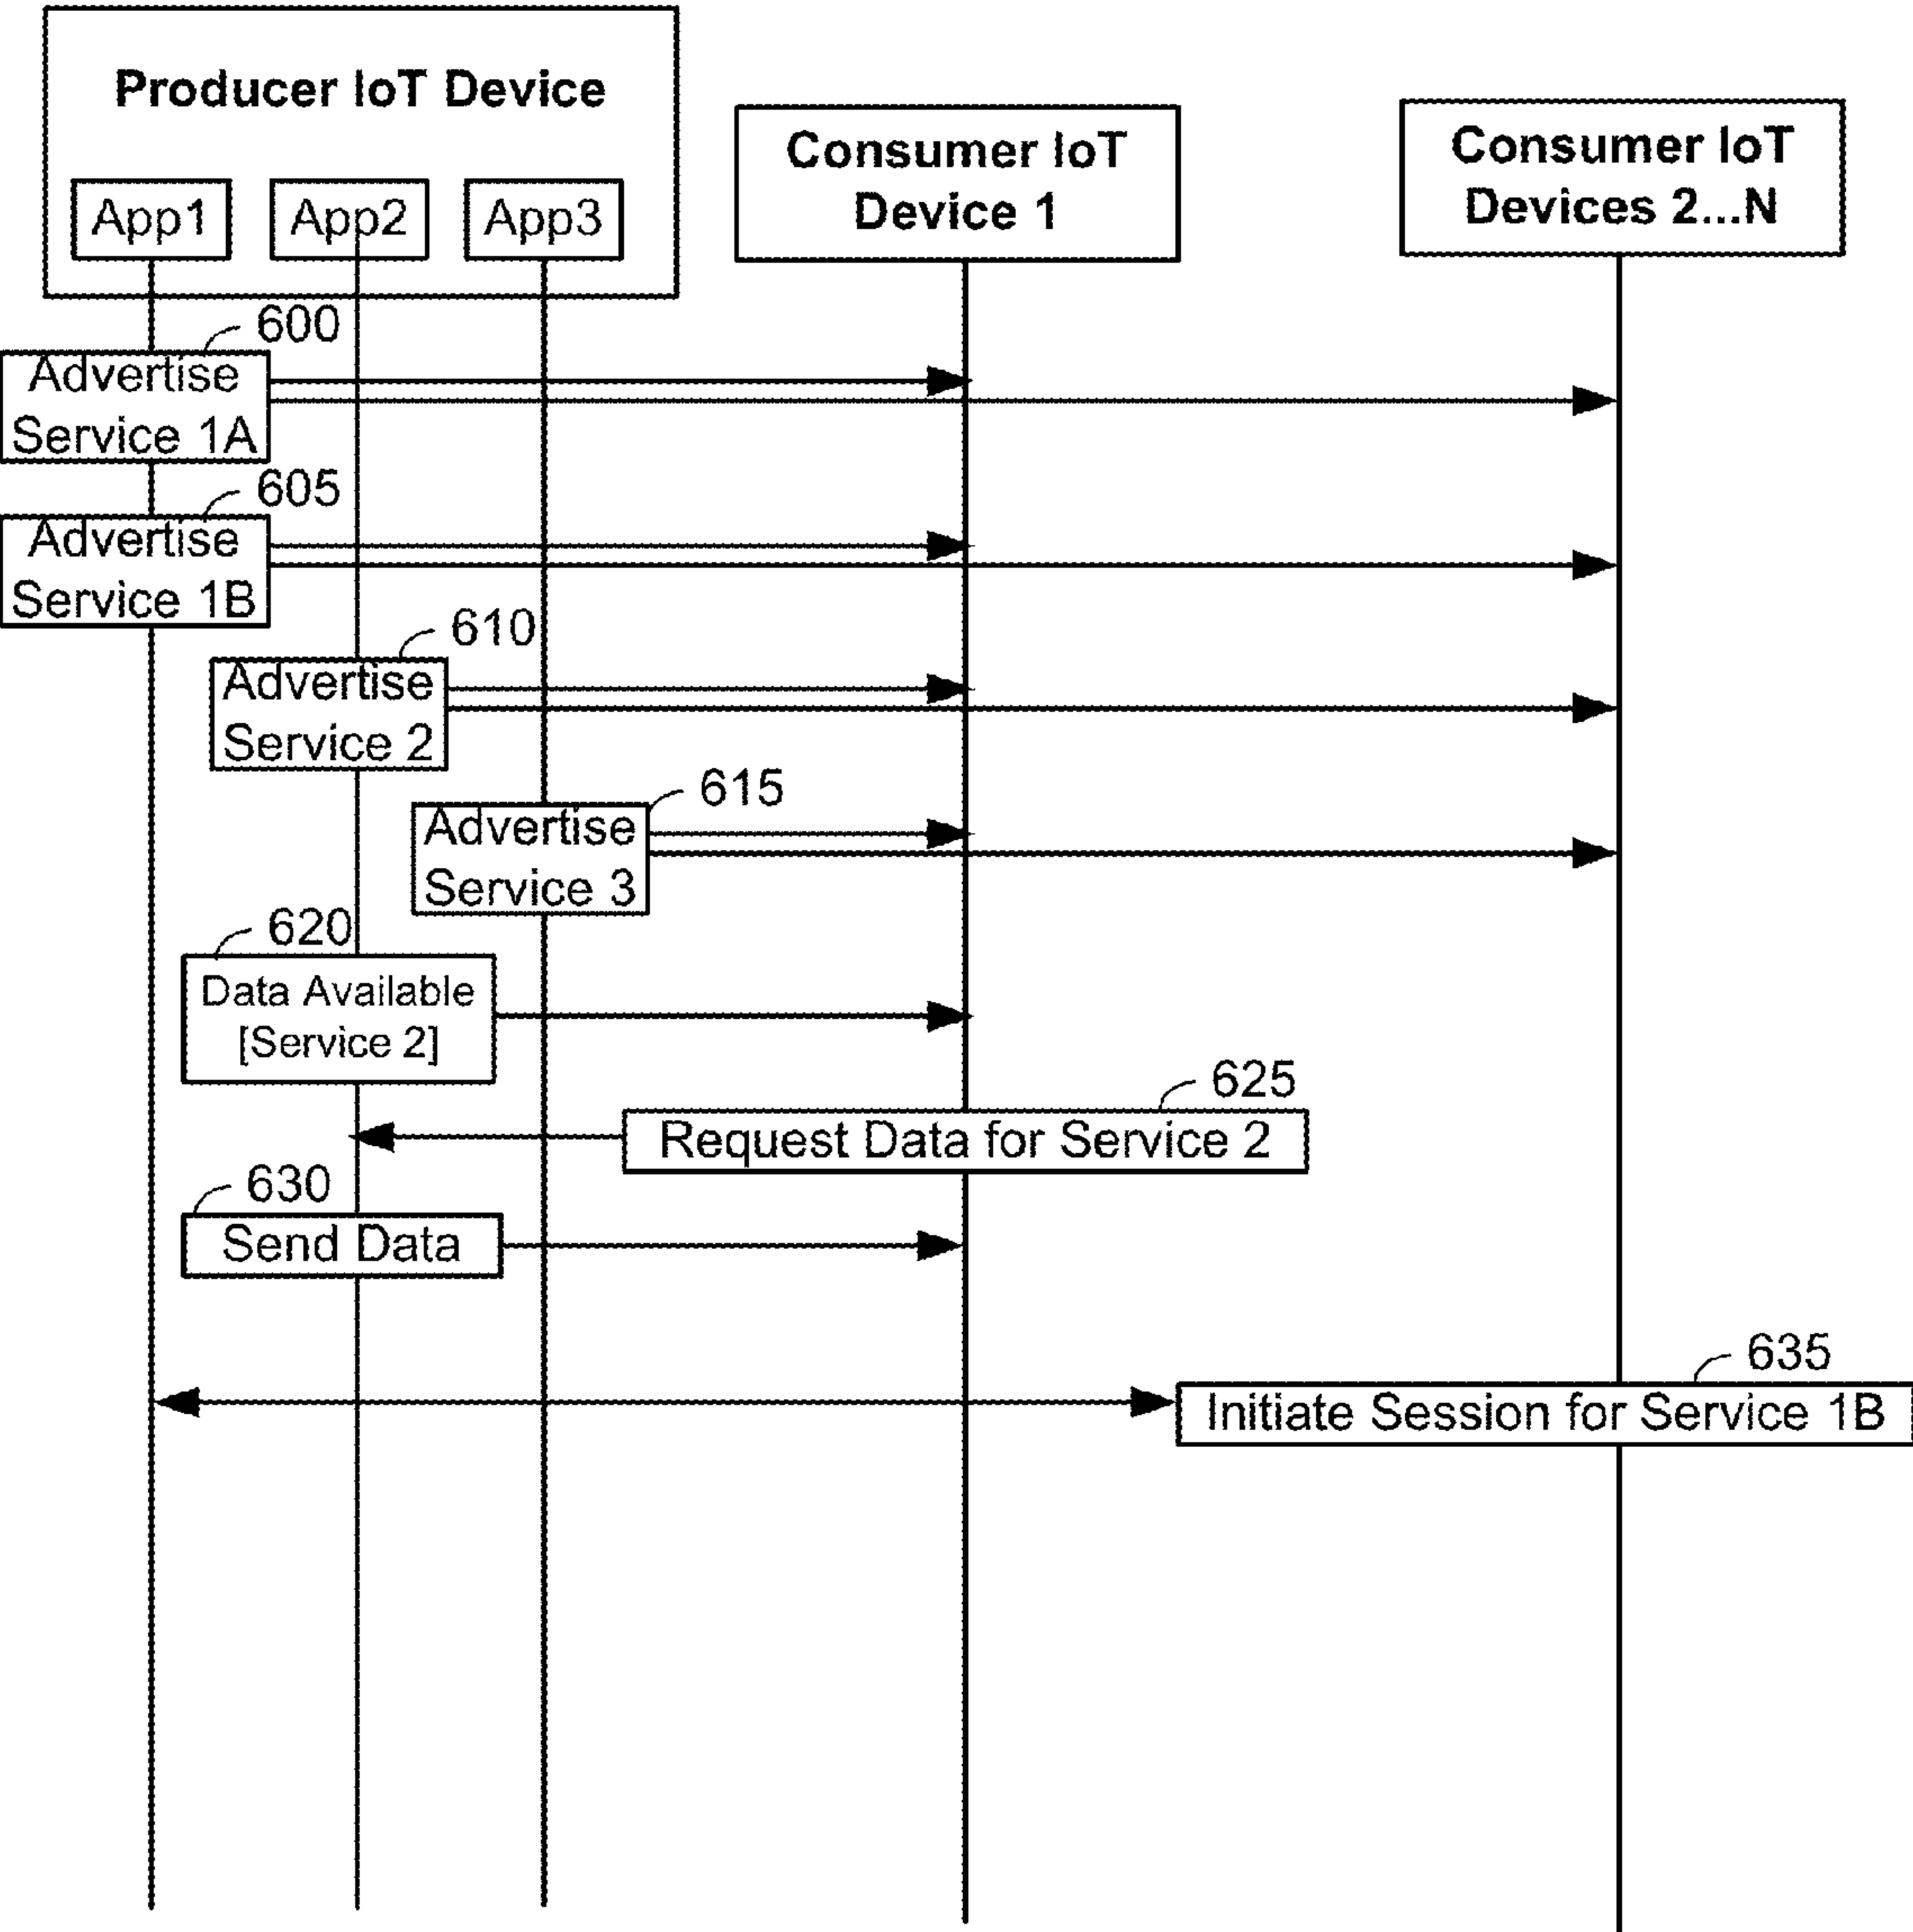 Producer IoT Device
App1
App2
App3
Consumer IoT
Device 1
Consumer IoT
Devices 2...N
600
Advertise
Service 1A
605
Advertise
Service 1B
610
Advertise
Service 2
615
Advertise
Service 3
620
Data Available
[Service 2]
625
Request Data for Service 2
630
Send Data
635
Initiate Session for Service 1B